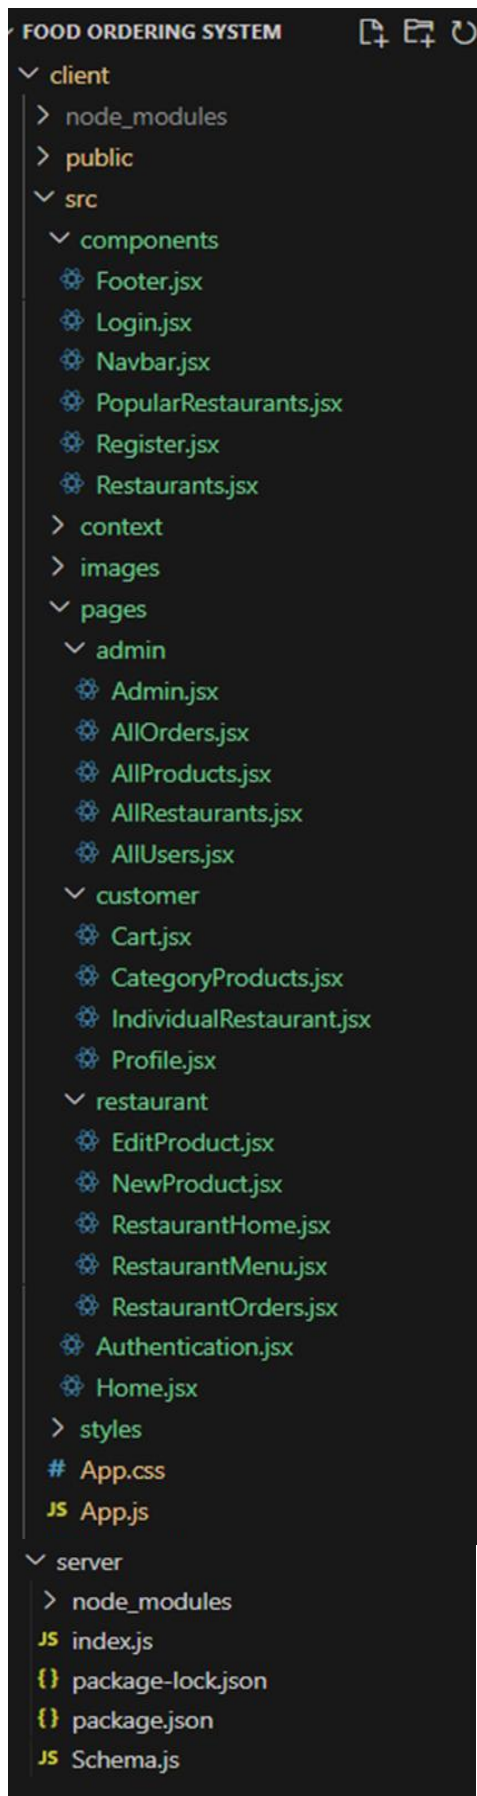 FOOD ORDERING SYSTEM
client
node_modules
public
src
components
Footer.jsx
Login.jsx
Navbar.jsx
PopularRestaurants.jsx
Register.jsx
Restaurants.jsx
context
images
pages
admin
Admin.jsx
AllOrders.jsx
AllProducts.jsx
AllRestaurants.jsx
AllUsers.jsx
customer
Cart.jsx
CategoryProducts.jsx
IndividualRestaurant.jsx
Profile.jsx
restaurant
EditProduct.jsx
NewProduct.jsx
RestaurantHome.jsx
RestaurantMenu.jsx
RestaurantOrders.jsx
Authentication.jsx
Home.jsx
styles
# App.css
JS App.js
server
node_modules
JS index.js
{} package-lock.json
{} package.json
JS Schema.js